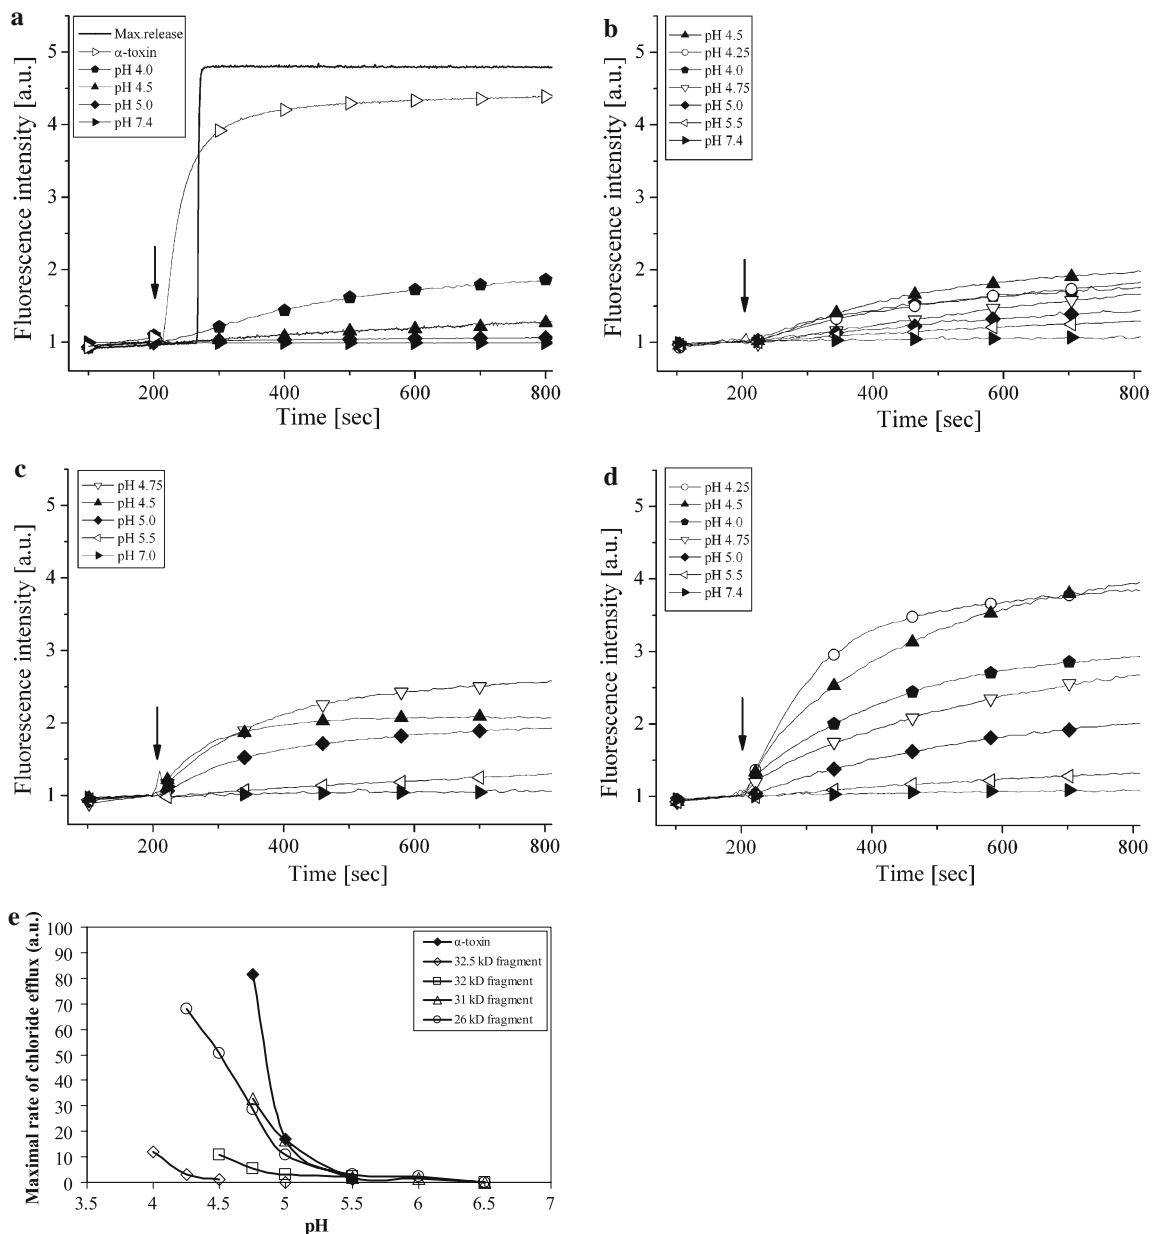 a
Fluorescence intensity [a.u.]
5
4
3
2
1
200
400
600
800
Time [sec]
Max.release
α-toxin
pH 4.0
pH 4.5
pH 5.0
pH 7.4
b
Fluorescence intensity [a.u.]
5
4
3
2
1
200
400
600
800
Time [sec]
pH 4.5
pH 4.25
pH 4.0
pH 4.75
pH 5.0
pH 5.5
pH 7.4
c
Fluorescence intensity [a.u.]
5
4
3
2
1
200
400
600
800
Time [sec]
pH 4.75
pH 4.5
pH 5.0
pH 5.5
pH 7.0
d
Fluorescence intensity [a.u.]
5
4
3
2
1
200
400
600
800
Time [sec]
pH 4.25
pH 4.5
pH 4.0
pH 4.75
pH 5.0
pH 5.5
pH 7.4
e
Maximal rate of chloride efflux (a.u.)
100
90
80
70
60
50
40
30
20
10
0
3.5
4
4.5
5
5.5
6
6.5
7
pH
α-toxin
32.5 kD fragment
32 kD fragment
31 kD fragment
26 kD fragment